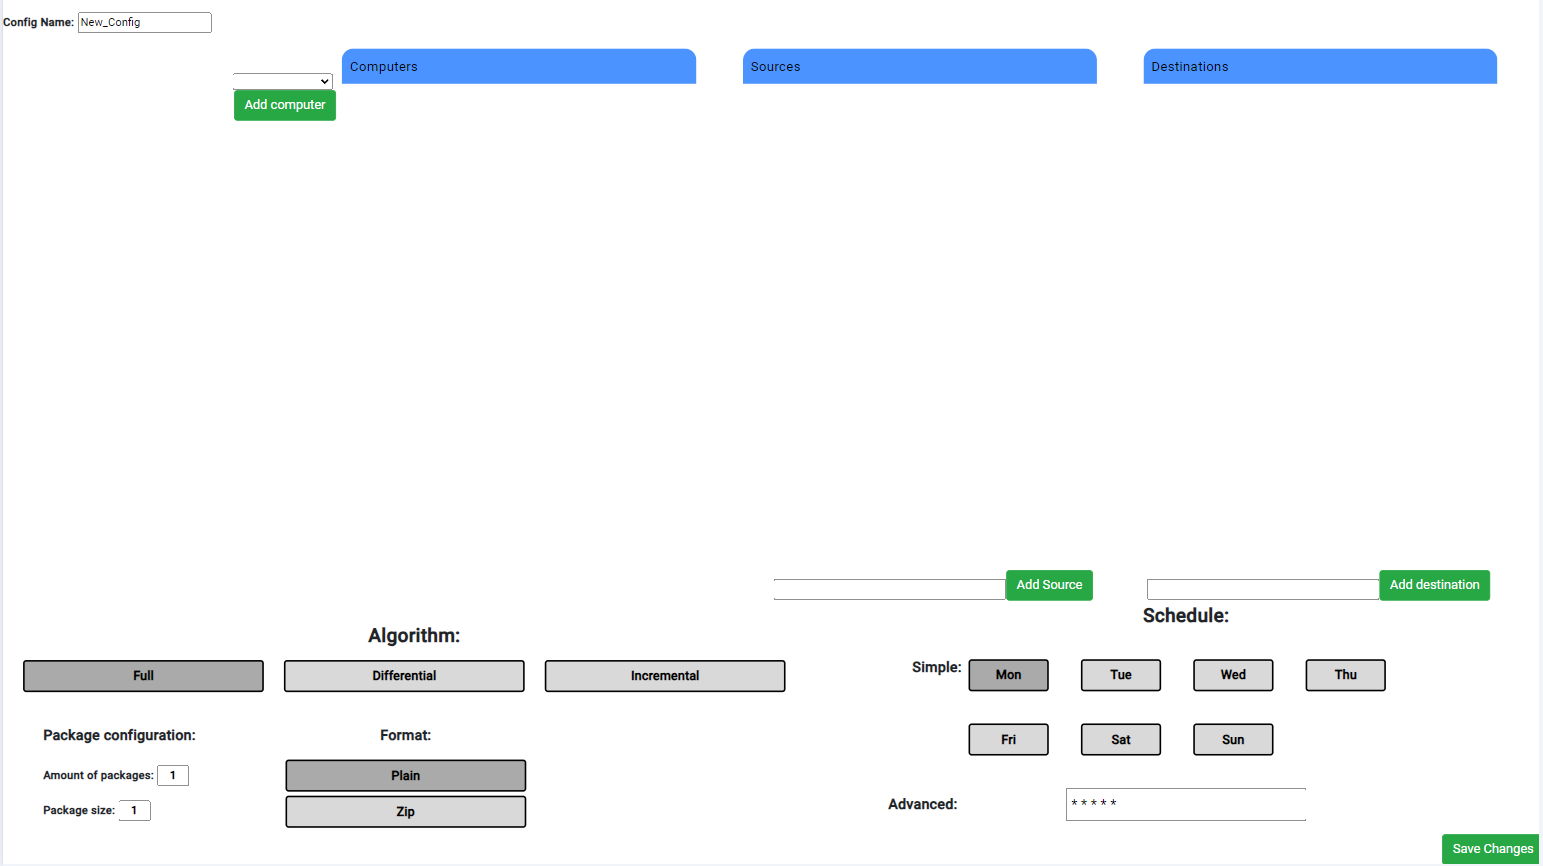 Config Name: New_Config
Computers Sources Destinations
Add computer
Add Source Add destination
Schedule:
Algorithm:
Full Differential Incremental
Simple: Mon Tue Wed Thu
Package configuration: Format:
Fri Sat Sun
Amount of packages: 1 Plain
Package size: 1 Zip
Advanced: * * * * *
Save Changes